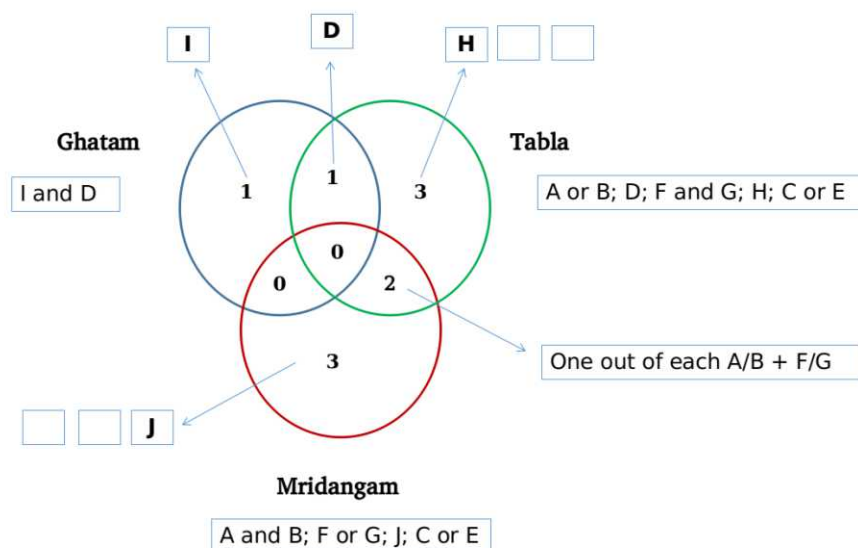 I
D
H
Ghatam
Tabla
I and D
1
1
3
A or B; D; F and G; H; C or E
0
0
2
3
One out of each A/B + F/G
J
Mridangam
A and B; F or G; J; C or E